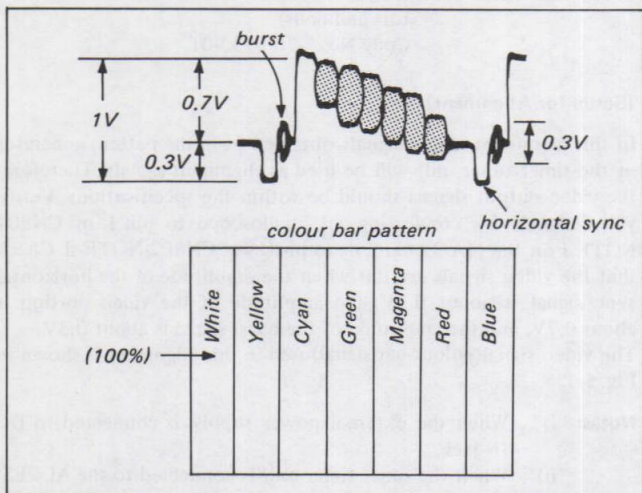 burst
1V
0.7V
0.3V
0.3V
horizontal sync
colour bar pattern
White
Yellow
Cyan
Green
Magenta
Red
Blue
(100%)